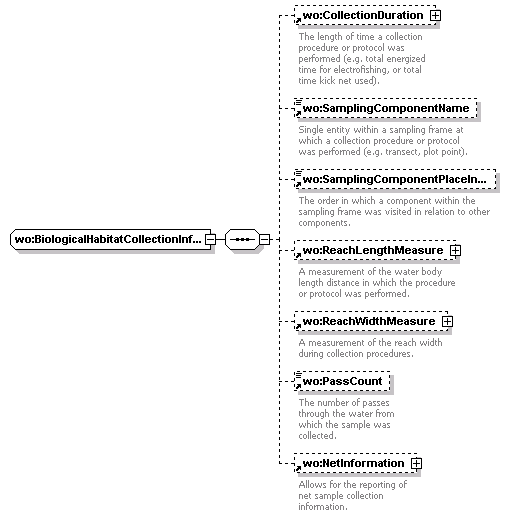 wo:CollectionDuration
The length of time a collection
procedure or protocol was
performed (e.g. total energized
time for electrofishing, or total
time kick net used).
wo:SamplingComponentName
Single entity within a sampling frame at
which a collection procedure or protocol
was performed (e.g. transect, plot point).
wo:SamplingComponentPlaceIn...
The order in which a component within the
sampling frame was visited in relation to other
components.
wo:BiologicalHabitatCollectionInf...
wo:ReachLengthMeasure
A measurement of the water body
length distance in which the procedure
or protocol was performed.
wo:ReachWidthMeasure
A measurement of the reach width
during collection procedures.
wo:PassCount
The number of passes
through the water from
which the sample was
collected.
wo:NetInformation
Allows for the reporting of
net sample collection
information.